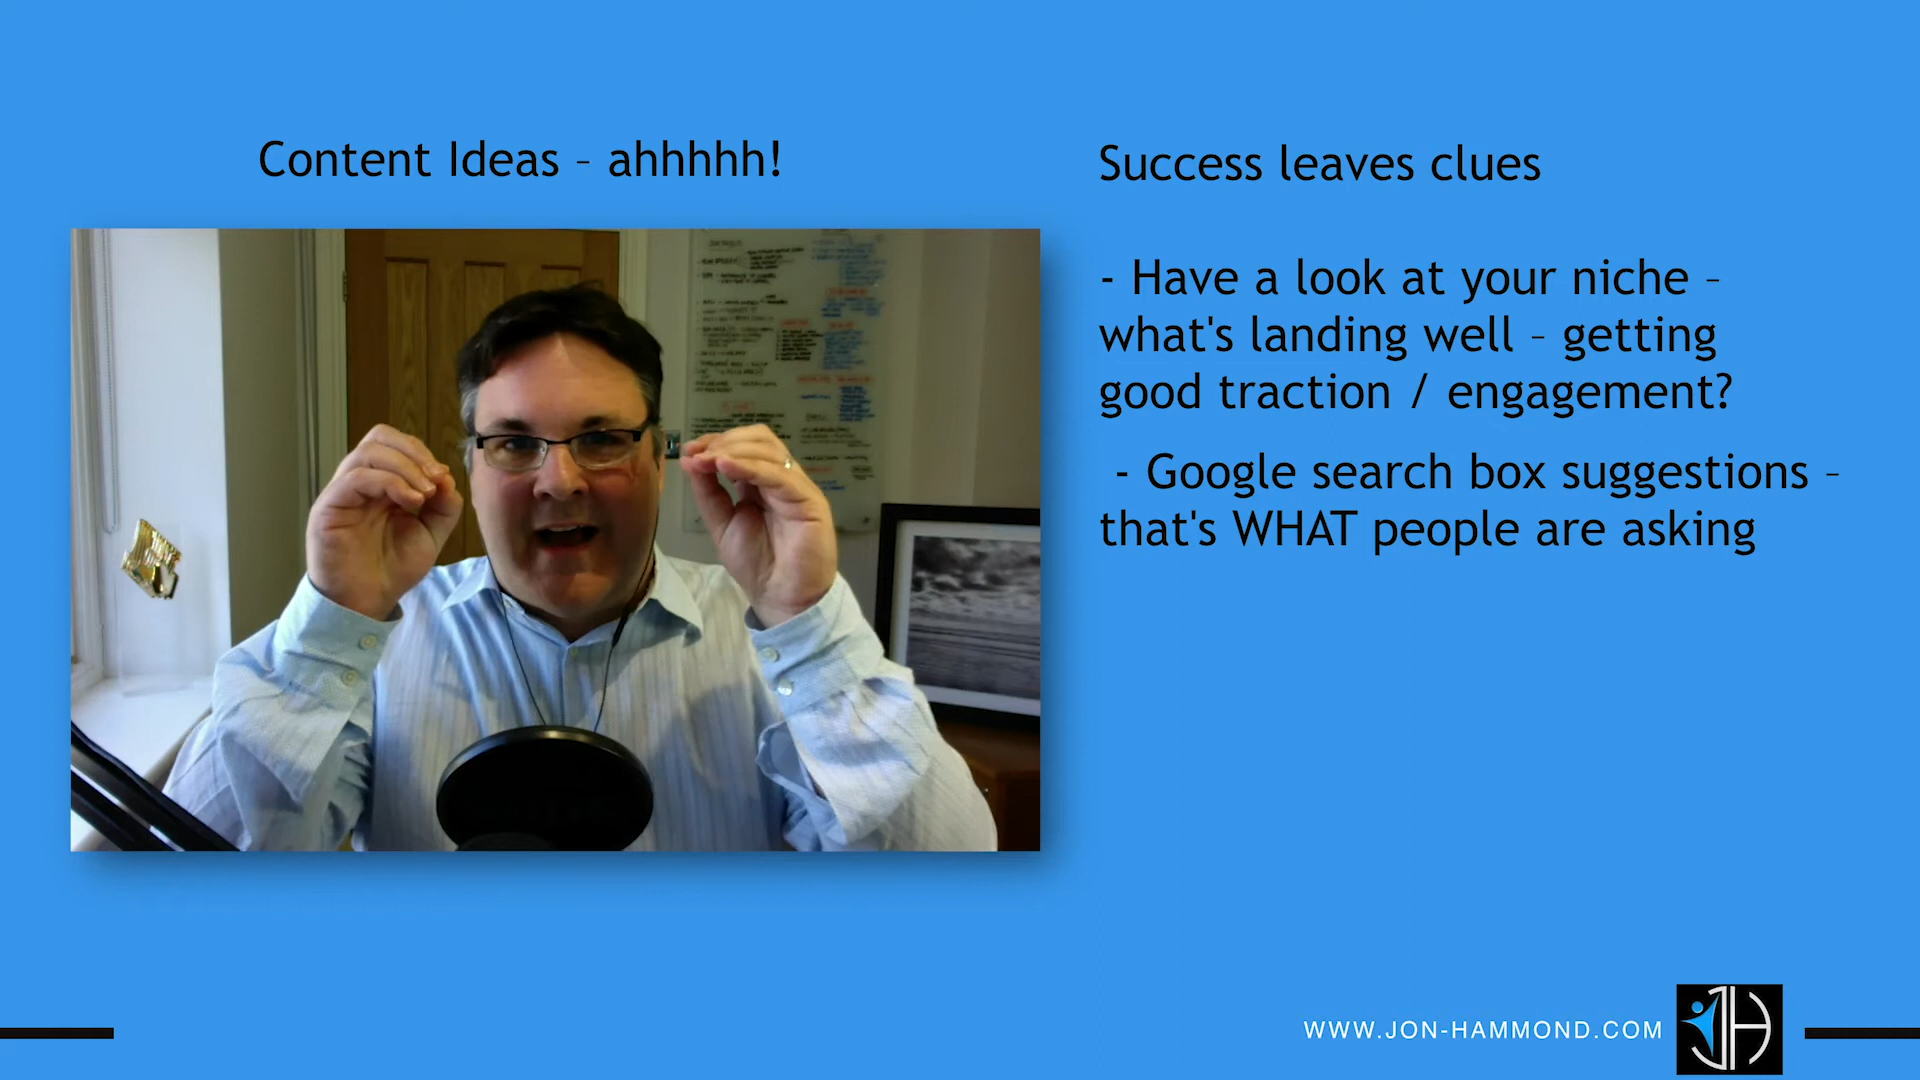 Content Ideas – ahhhhh!
Success leaves clues
- Have a look at your niche –
what's landing well – getting
good traction / engagement?
- Google search box suggestions –
that's WHAT people are asking
WWW.JON-HAMMOND.COM
JH